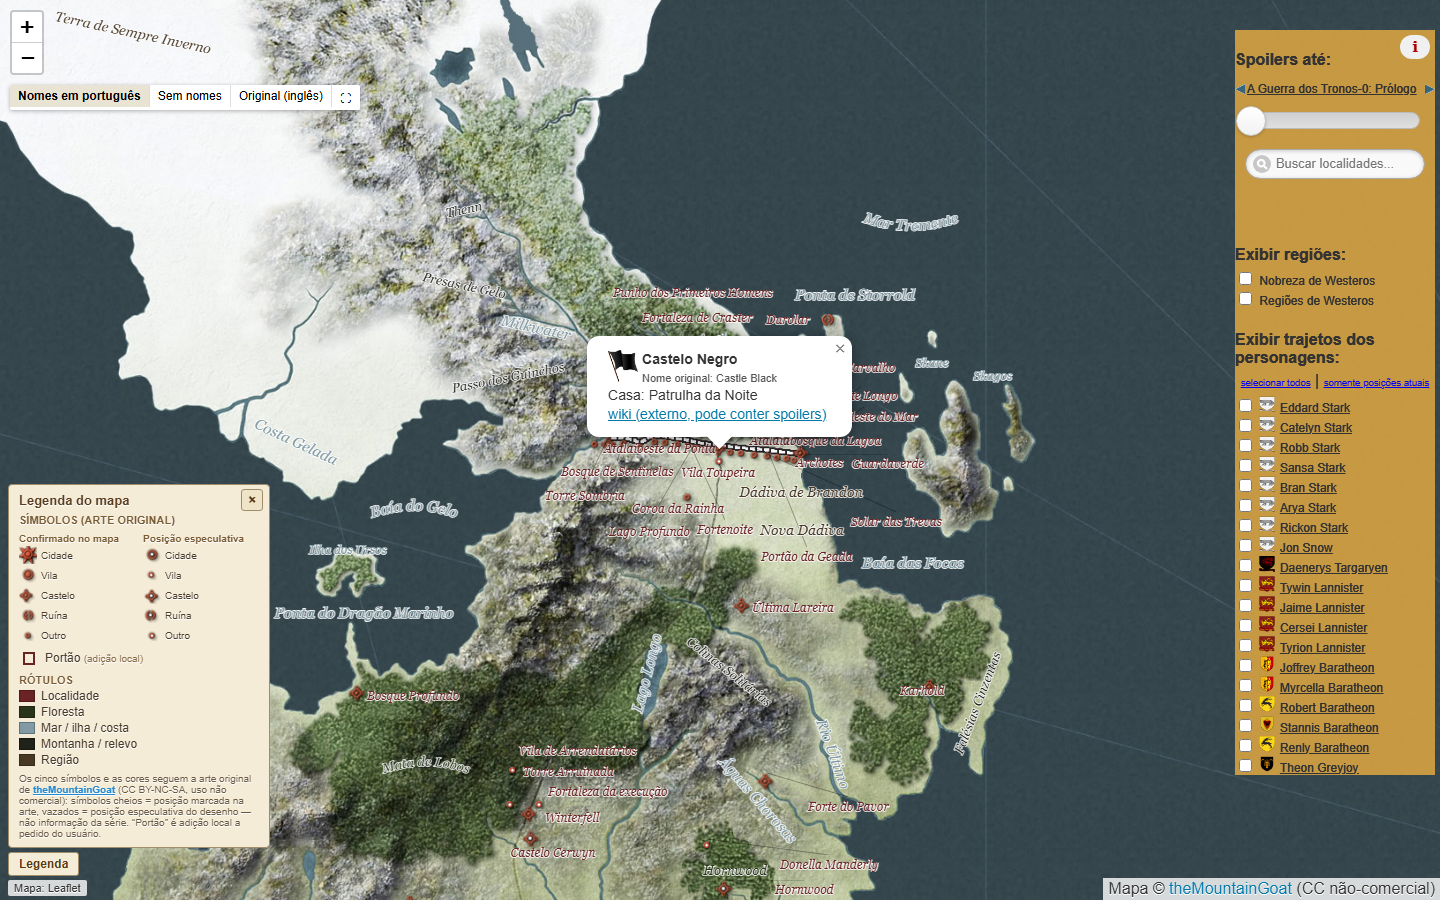 +
−
Terra de Sempre Inverno
Nomes em português
Sem nomes
Original (inglês)
Spoilers até:
i
◀ A Guerra dos Tronos-0: Prólogo ▶
Buscar localidades...
Exibir regiões:
Nobreza de Westeros
Regiões de Westeros
Exibir trajetos dos
personagens:
selecionar todos | somente posições atuais
Eddard Stark
Catelyn Stark
Robb Stark
Sansa Stark
Bran Stark
Arya Stark
Rickon Stark
Jon Snow
Daenerys Targaryen
Tywin Lannister
Jaime Lannister
Cersei Lannister
Tyrion Lannister
Joffrey Baratheon
Myrcella Baratheon
Robert Baratheon
Stannis Baratheon
Renly Baratheon
Theon Greyjoy
Thenn
Mar Tremente
Presas de Gelo
Punho dos Primeiros Homens
Ponta de Storrold
Fortaleza de Craster
Durolar
Milkwater
Castelo Negro
×
Nome original: Castle Black
Casa: Patrulha da Noite
wiki (externo, pode conter spoilers)
Passo dos Guinchos
Skane
Skagos
Costa Gelada
Atalaiabosque da Lagoa
Atalaioeste da Ponte
Bosque de Sentinelas
Vila Toupeira
Archotes
Guardaverde
Torre Sombria
Dádiva de Brandon
Coroa da Rainha
Baía do Gelo
Lago Profundo
Fortenoite
Nova Dádiva
Solar das Trevas
Ilha dos Ursos
Portão da Geada
Baía das Focas
Ponta do Dragão Marinho
Última Lareira
Lago Longo
Colinas Solitárias
Karhold
Falésias Cinzentas
Bosque Profundo
Rio Último
Vila de Arrendatários
Mata de Lobos
Torre Arruinada
Fortaleza da execução
Águas Chorosas
Forte do Pavor
Winterfell
Castelo Cerwyn
Hornwood
Donella Manderly
Hornwood
Legenda do mapa
×
SÍMBOLOS (ARTE ORIGINAL)
Confirmado no mapa
Posição especulativa
Cidade
Cidade
Vila
Vila
Castelo
Castelo
Ruína
Ruína
Outro
Outro
Portão (adição local)
RÓTULOS
Localidade
Floresta
Mar / ilha / costa
Montanha / relevo
Região
Os cinco símbolos e as cores seguem a arte original
de theMountainGoat (CC BY-NC-SA, uso não
comercial): símbolos cheios = posição marcada na
arte, vazados = posição especulativa do desenho —
não informação da série. "Portão" é adição local a
pedido do usuário.
Legenda
Mapa: Leaflet
Mapa © theMountainGoat (CC não-comercial)